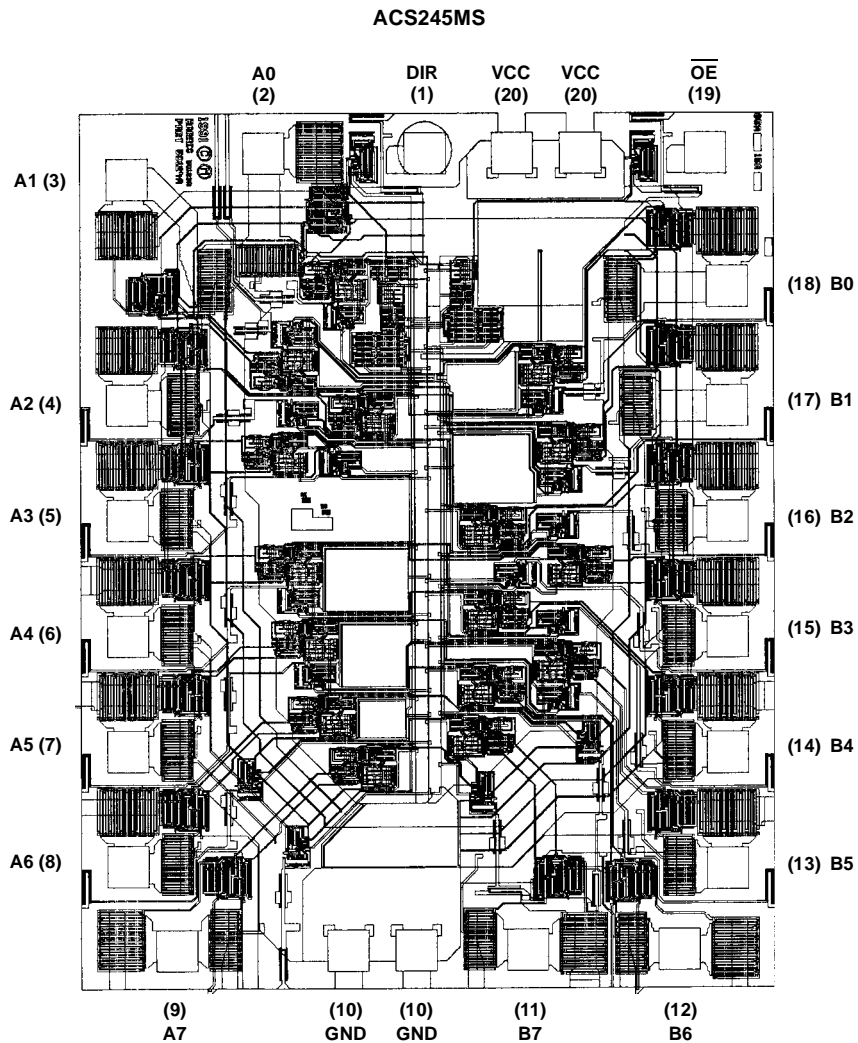 ACS245MS
A0 DIR VCC VCC OE
(2) (1) (20) (20) (19)
A1 (3)
(18) B0
A2 (4) (17) B1
A3 (5) (16) B2
A4 (6) (15) B3
A5 (7) (14) B4
A6 (8) (13) B5
(9) (10) (10) (11) (12)
A7 GND GND B7 B6